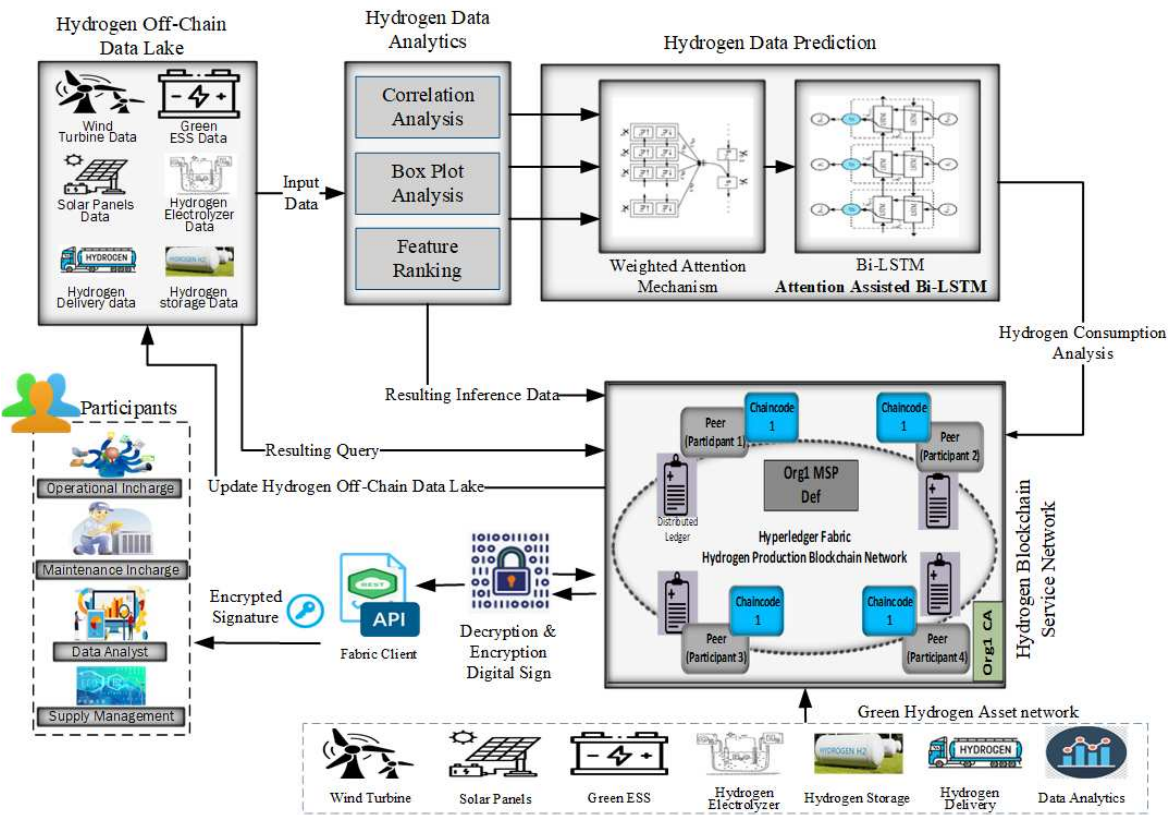 Hydrogen Off-Chain
Data Lake
Wind
Turbine Data
Green
ESS Data
Solar Panels
Data
Hydrogen
Electrolyzer
Data
HYDROGEN
Hydrogen
Delivery data
HYDROGEN H2
Hydrogen
storage Data
Input
Data
Hydrogen Data
Analytics
Correlation
Analysis
Box Plot
Analysis
Feature
Ranking
Hydrogen Data Prediction
Weighted Attention
Mechanism
Bi-LSTM
Attention Assisted Bi-LSTM
Hydrogen Consumption
Analysis
Resulting Inference Data
Resulting Query
Update Hydrogen Off-Chain Data Lake
Participants
Operational Incharge
Maintenance Incharge
Data Analyst
Supply Management
Encrypted
Signature
REST
API
Fabric Client
Decryption &
Encryption
Digital Sign
Peer
(Participant 1)
Chaincode
1
Chaincode
1
Peer
(Participant 2)
Org1 MSP
Def
Distributed
Ledger
Hyperledger Fabric
Hydrogen Production Blockchain Network
Chaincode
1
Chaincode
1
Peer
(Participant 3)
Peer
(Participant 4)
Org1 CA
Hydrogen Blockchain
Service Network
Green Hydrogen Asset network
Wind Turbine
Solar Panels
Green ESS
Hydrogen
Electrolyzer
HYDROGEN H2
Hydrogen Storage
HYDROGEN
Hydrogen
Delivery
Data Analytics